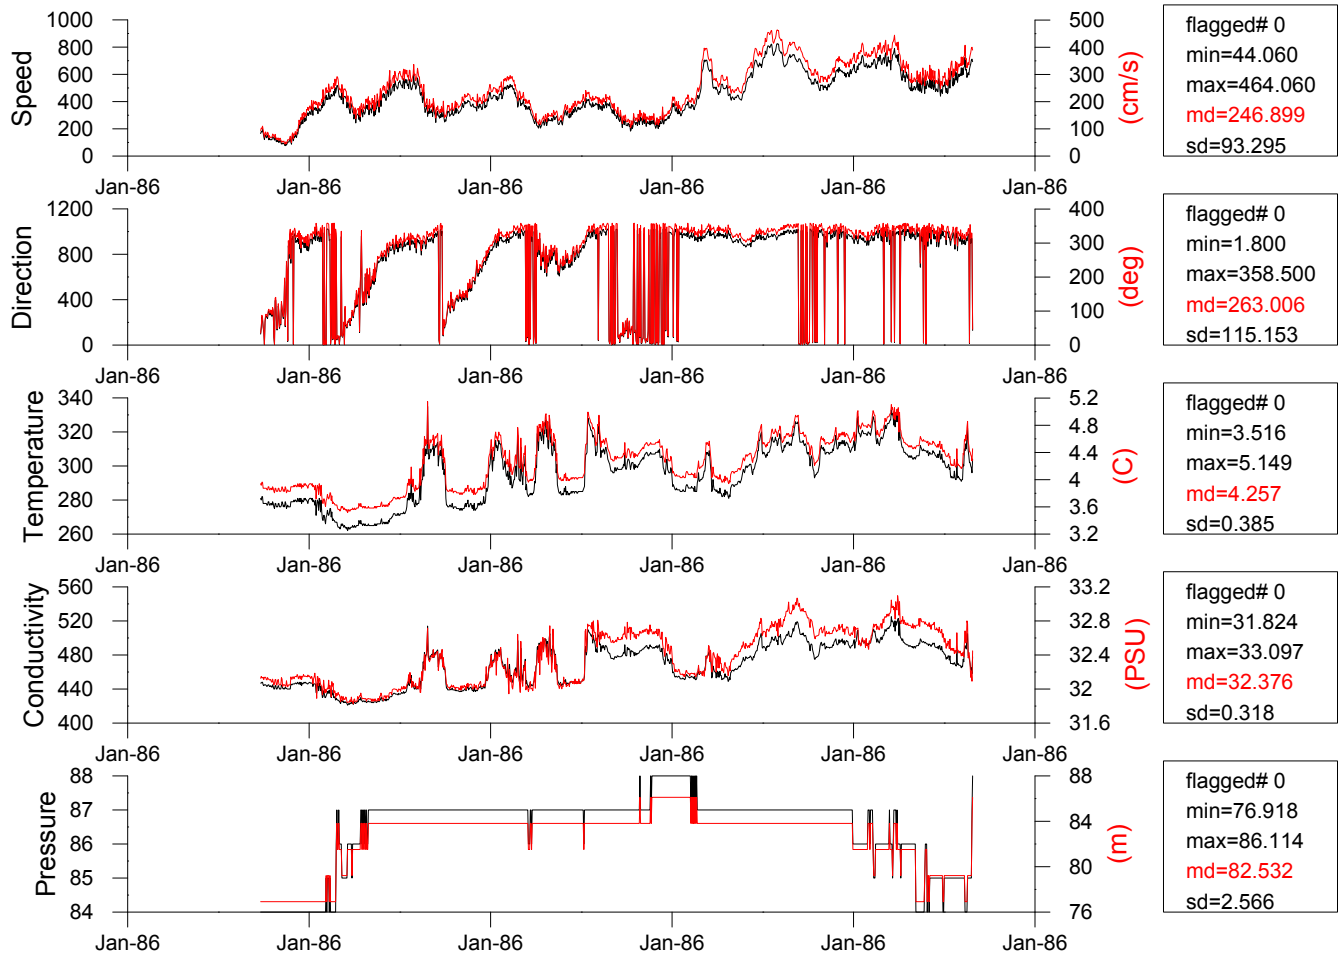 Speed
1000
800
600
400
200
0
500
400
300
200
100
0
(cm/s)
Jan-86 Jan-86 Jan-86 Jan-86 Jan-86 Jan-86
flagged# 0
min=44.060
max=464.060
md=246.899
sd=93.295
Direction
1200
800
400
0
400
300
200
100
0
(deg)
Jan-86 Jan-86 Jan-86 Jan-86 Jan-86 Jan-86
flagged# 0
min=1.800
max=358.500
md=263.006
sd=115.153
Temperature
340
320
300
280
260
5.2
4.8
4.4
4
3.6
3.2
(C)
Jan-86 Jan-86 Jan-86 Jan-86 Jan-86 Jan-86
flagged# 0
min=3.516
max=5.149
md=4.257
sd=0.385
Conductivity
560
520
480
440
400
33.2
32.8
32.4
32
31.6
(PSU)
Jan-86 Jan-86 Jan-86 Jan-86 Jan-86 Jan-86
flagged# 0
min=31.824
max=33.097
md=32.376
sd=0.318
Pressure
88
87
86
85
84
88
84
80
76
(m)
Jan-86 Jan-86 Jan-86 Jan-86 Jan-86 Jan-86
flagged# 0
min=76.918
max=86.114
md=82.532
sd=2.566